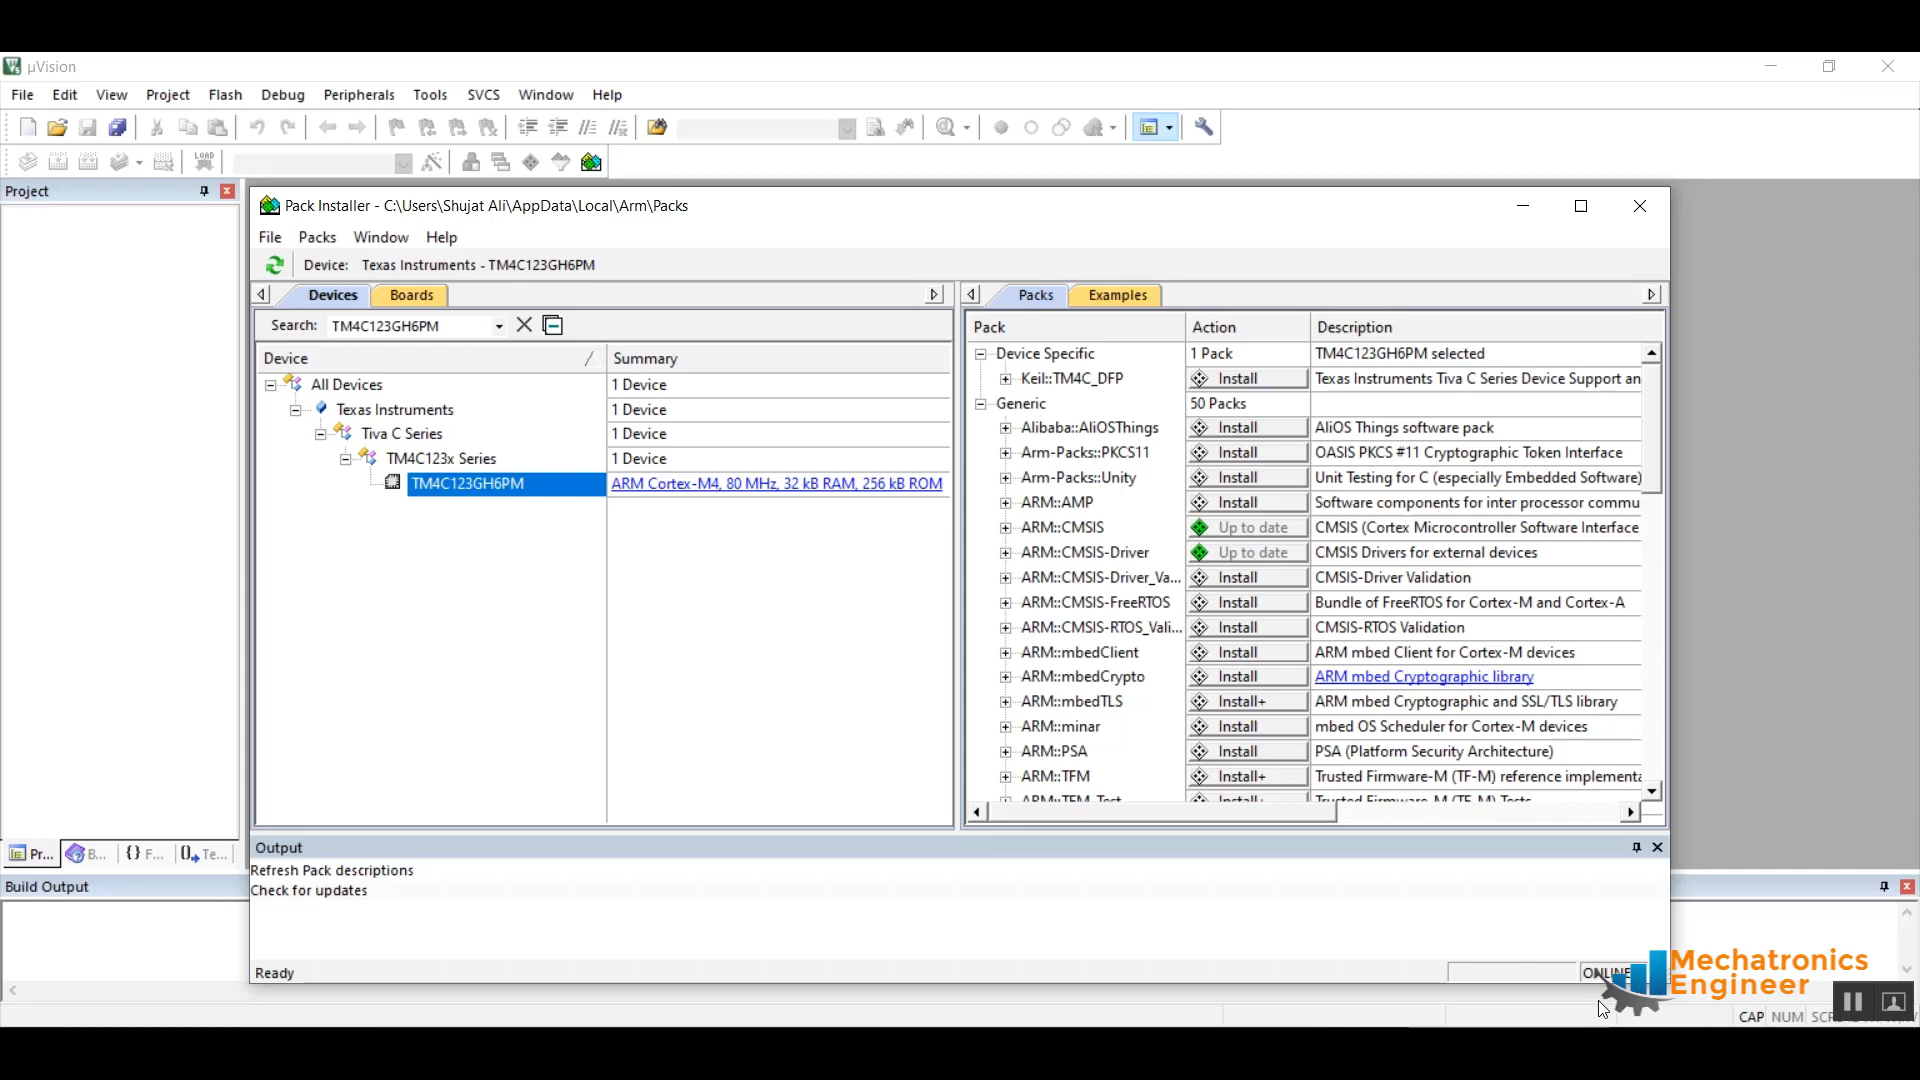 µVision
File Edit View Project Flash Debug Peripherals Tools SVCS Window Help
LOAD
Project
Pack Installer - C:\Users\Shujat Ali\AppData\Local\Arm\Packs
File Packs Window Help
Device: Texas Instruments - TM4C123GH6PM
Devices Boards
Search: TM4C123GH6PM
Device Summary
All Devices 1 Device
Texas Instruments 1 Device
Tiva C Series 1 Device
TM4C123x Series 1 Device
TM4C123GH6PM ARM Cortex-M4, 80 MHz, 32 kB RAM, 256 kB ROM
Packs Examples
Pack Action Description
Device Specific 1 Pack TM4C123GH6PM selected
Keil::TM4C_DFP Install Texas Instruments Tiva C Series Device Support an
Generic 50 Packs
Alibaba::AliOSThings Install AliOS Things software pack
Arm-Packs::PKCS11 Install OASIS PKCS #11 Cryptographic Token Interface
Arm-Packs::Unity Install Unit Testing for C (especially Embedded Software)
ARM::AMP Install Software components for inter processor commu
ARM::CMSIS Up to date CMSIS (Cortex Microcontroller Software Interface
ARM::CMSIS-Driver Up to date CMSIS Drivers for external devices
ARM::CMSIS-Driver_Va... Install CMSIS-Driver Validation
ARM::CMSIS-FreeRTOS Install Bundle of FreeRTOS for Cortex-M and Cortex-A
ARM::CMSIS-RTOS_Vali... Install CMSIS-RTOS Validation
ARM::mbedClient Install ARM mbed Client for Cortex-M devices
ARM::mbedCrypto Install ARM mbed Cryptographic library
ARM::mbedTLS Install+ ARM mbed Cryptographic and SSL/TLS library
ARM::minar Install mbed OS Scheduler for Cortex-M devices
ARM::PSA Install PSA (Platform Security Architecture)
ARM::TFM Install+ Trusted Firmware-M (TF-M) reference implementa
ARM::TFM_Test Install+ Trusted Firmware-M (TF-M) Tests
Pr... B... {} F... Te...
Output
Refresh Pack descriptions
Check for updates
Build Output
Ready
ONLINE
Mechatronics
Engineer
CAP NUM